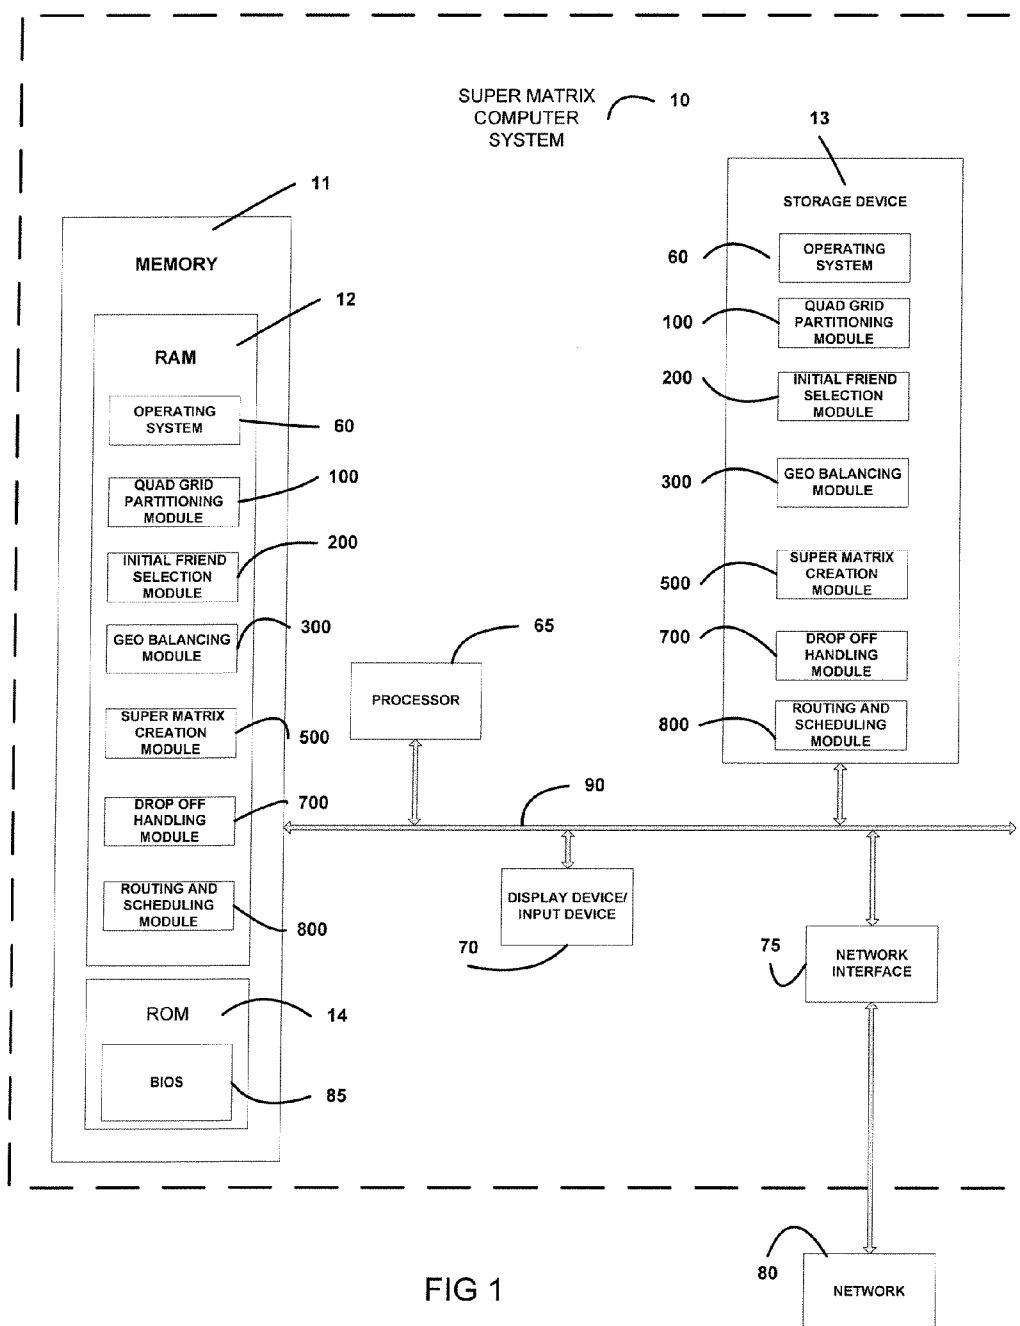 SUPER MATRIX
COMPUTER
SYSTEM
10
13
STORAGE DEVICE
60
OPERATING
SYSTEM
100
QUAD GRID
PARTITIONING
MODULE
200
INITIAL FRIEND
SELECTION
MODULE
300
GEO BALANCING
MODULE
500
SUPER MATRIX
CREATION
MODULE
700
DROP OFF
HANDLING
MODULE
800
ROUTING AND
SCHEDULING
MODULE
11
MEMORY
12
RAM
OPERATING
SYSTEM
60
QUAD GRID
PARTITIONING
MODULE
100
INITIAL FRIEND
SELECTION
MODULE
200
GEO BALANCING
MODULE
300
SUPER MATRIX
CREATION
MODULE
500
DROP OFF
HANDLING
MODULE
700
ROUTING AND
SCHEDULING
MODULE
800
ROM
14
BIOS
85
65
PROCESSOR
90
DISPLAY DEVICE/
INPUT DEVICE
70
75
NETWORK
INTERFACE
80
NETWORK
FIG 1